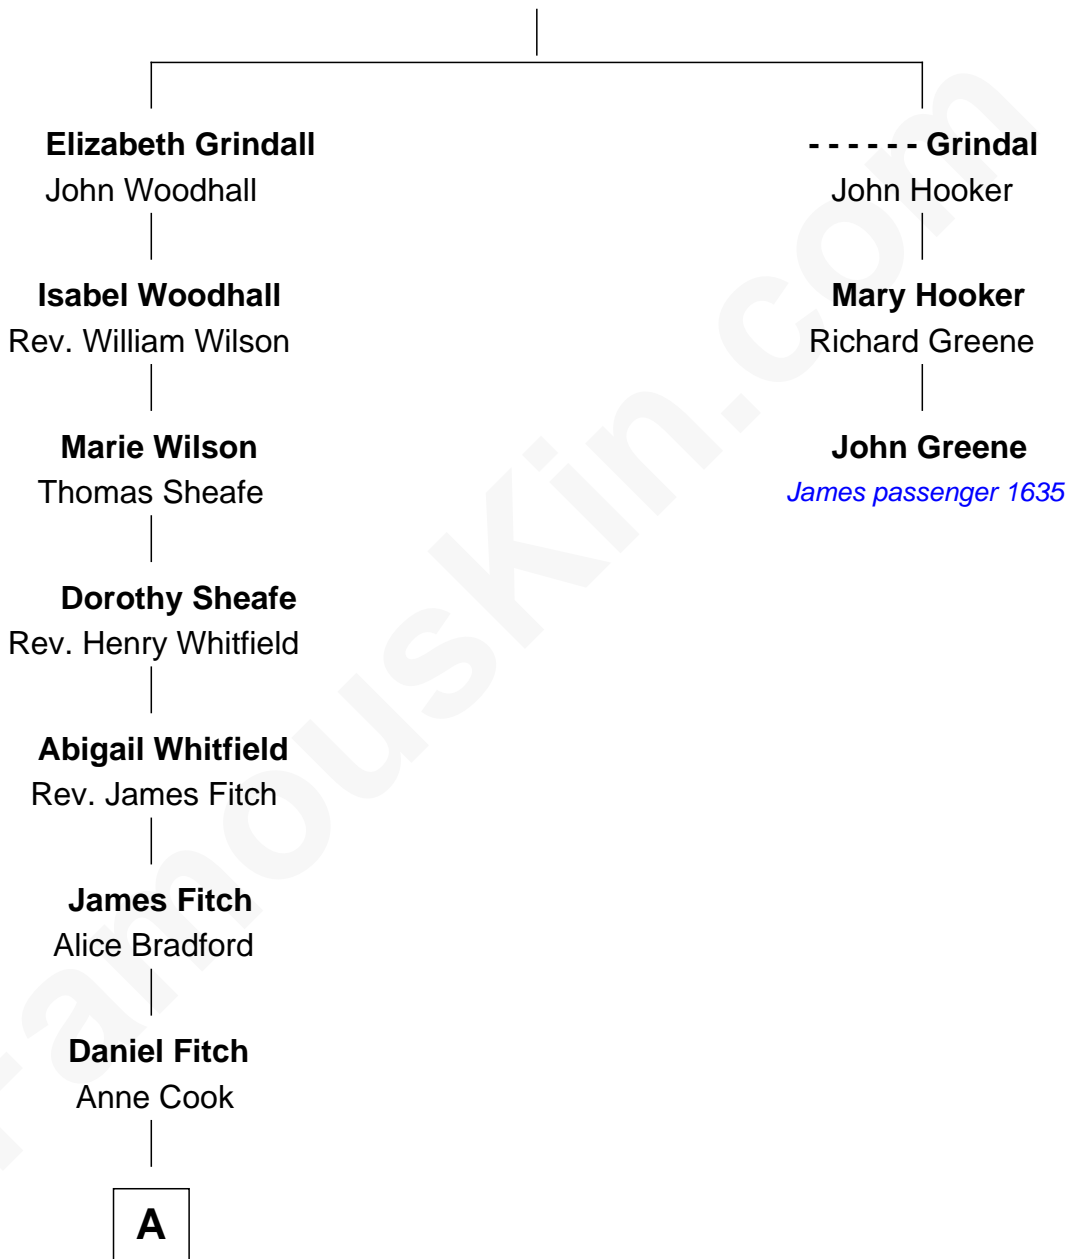 Elizabeth Grindall
John Woodhall
Isabel Woodhall
Rev. William Wilson
Marie Wilson
Thomas Sheafe
Dorothy Sheafe
Rev. Henry Whitfield
Abigail Whitfield
Rev. James Fitch
James Fitch
Alice Bradford
Daniel Fitch
Anne Cook
A
- - - - - - Grindal
John Hooker
Mary Hooker
Richard Greene
John Greene
James passenger 1635
FamousKin.com